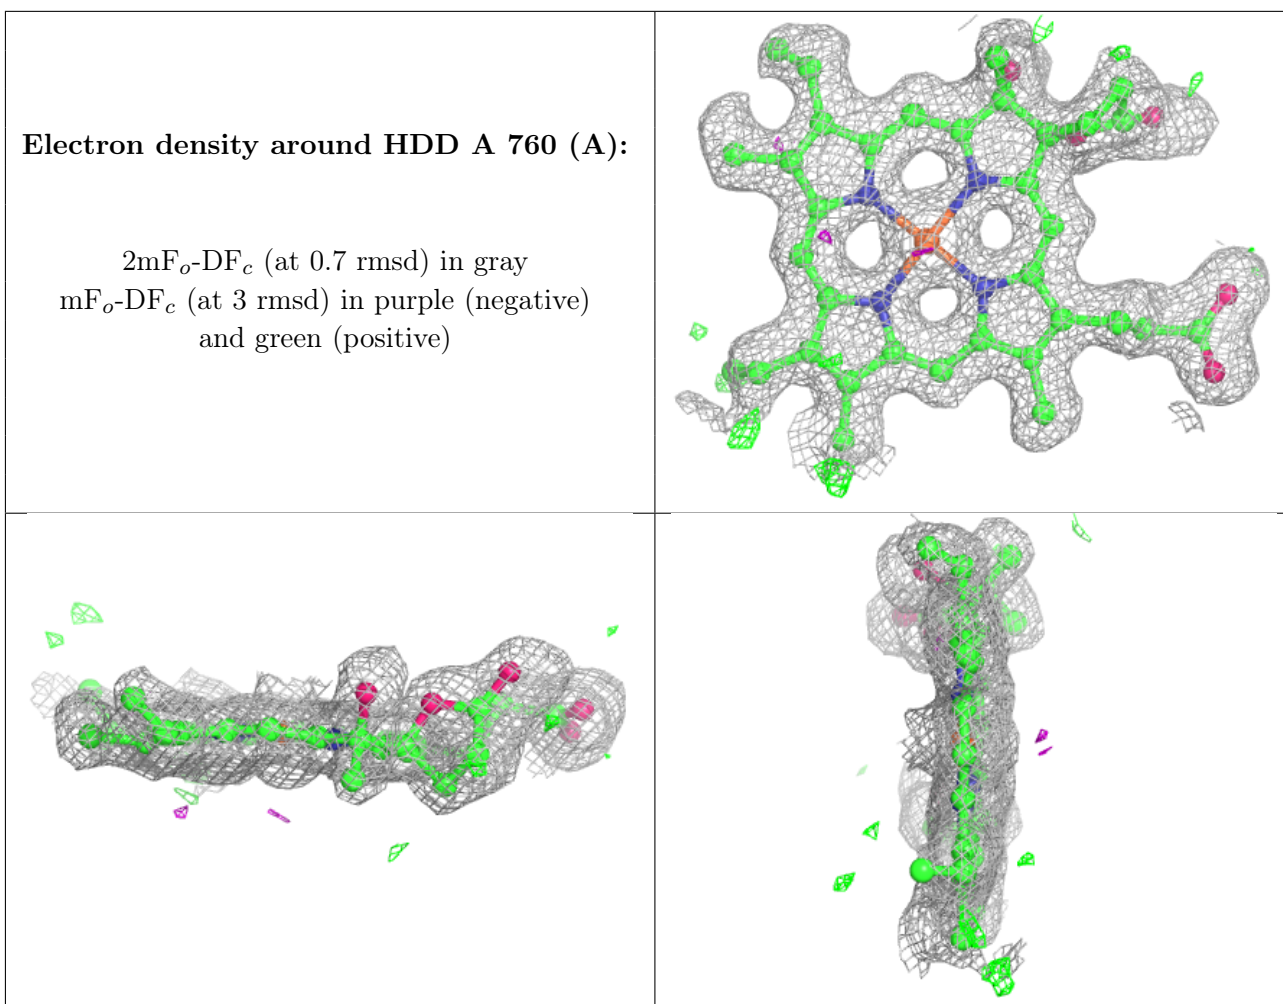 Electron density around HDD A 760 (A):
2mFo-DFc (at 0.7 rmsd) in gray
mFo-DFc (at 3 rmsd) in purple (negative)
and green (positive)